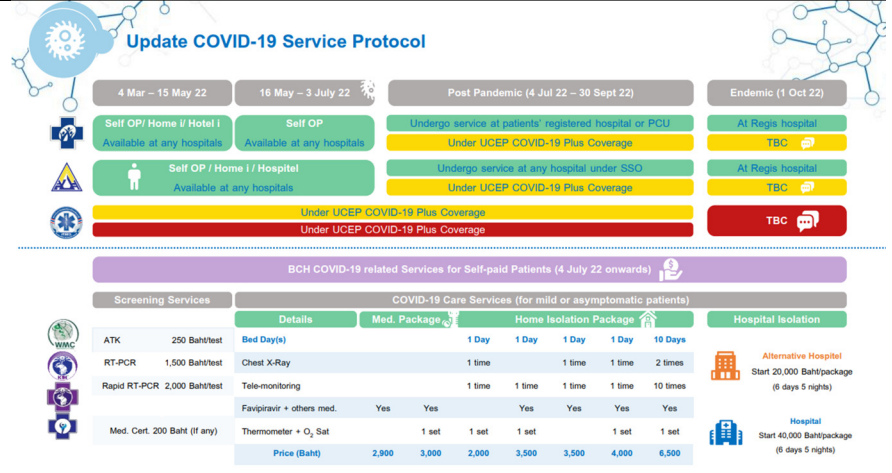 Update COVID-19 Service Protocol
4 Mar – 15 May 22
16 May – 3 July 22
Post Pandemic (4 Jul 22 – 30 Sept 22)
Endemic (1 Oct 22)
Self OP/ Home i/ Hotel i
Available at any hospitals
Self OP
Available at any hospitals
Undergo service at patients' registered hospital or PCU
Under UCEP COVID-19 Plus Coverage
At Regis hospital
TBC
Self OP / Home i / Hospitel
Available at any hospitals
Undergo service at any hospital under SSO
Under UCEP COVID-19 Plus Coverage
At Regis hospital
TBC
Under UCEP COVID-19 Plus Coverage
Under UCEP COVID-19 Plus Coverage
TBC
BCH COVID-19 related Services for Self-paid Patients (4 July 22 onwards)
Screening Services
COVID-19 Care Services (for mild or asymptomatic patients)
Details
Med. Package
Home Isolation Package
Hospital Isolation
WMC
ATK 250 Baht/test
RT-PCR 1,500 Baht/test
Rapid RT-PCR 2,000 Baht/test
Med. Cert. 200 Baht (If any)
Bed Day(s) 1 Day 1 Day 1 Day 1 Day 10 Days
Chest X-Ray 1 time 1 time 1 time 2 times
Tele-monitoring 1 time 1 time 1 time 1 time 10 times
Favipiravir + others med. Yes Yes Yes Yes Yes Yes
Thermometer + O2 Sat 1 set 1 set 1 set 1 set 1 set
Price (Baht) 2,900 3,000 2,000 3,500 3,500 4,000 6,500
Alternative Hospitel
Start 20,000 Baht/package
(6 days 5 nights)
Hospital
Start 40,000 Baht/package
(6 days 5 nights)